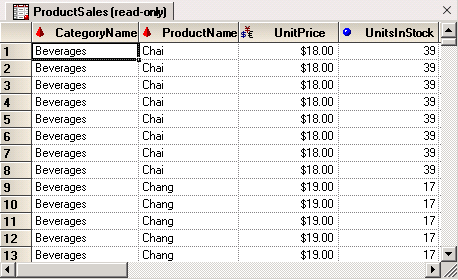 ProductSales (read-only)
CategoryName ProductName UnitPrice UnitsInStock
1 Beverages Chai $18.00 39
2 Beverages Chai $18.00 39
3 Beverages Chai $18.00 39
4 Beverages Chai $18.00 39
5 Beverages Chai $18.00 39
6 Beverages Chai $18.00 39
7 Beverages Chai $18.00 39
8 Beverages Chai $18.00 39
9 Beverages Chang $19.00 17
10 Beverages Chang $19.00 17
11 Beverages Chang $19.00 17
12 Beverages Chang $19.00 17
13 Beverages Chang $19.00 17